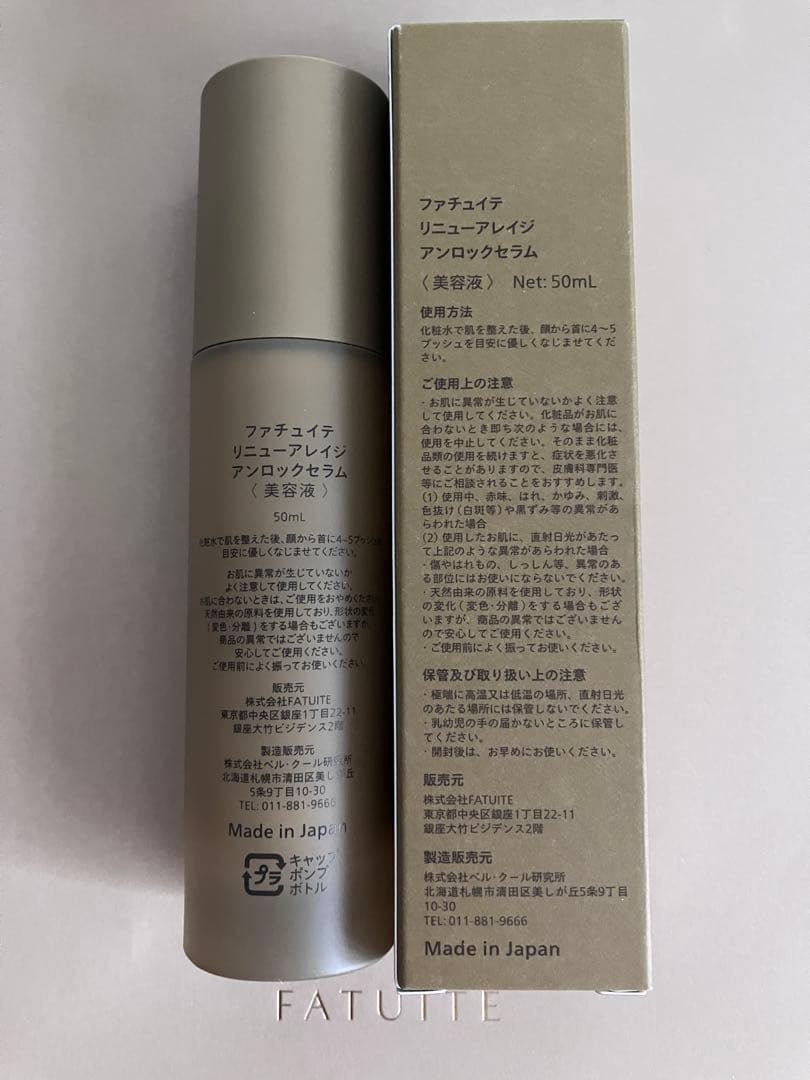 ファチュイテ
リニューアレイジ
アンロックセラム
〈 美容液 〉
50mL
化粧水で肌を整えた後、顔から首に4~5プッシュを
目安に優しくなじませてください。
お肌に異常が生じていないか
よく注意して使用してください。
お肌に合わないときは、ご使用をおやめください。
天然由来の原料を使用しており、形状の変化
(変色・分離)をする場合もございますが、
商品の異常ではございませんので
安心してご使用ください。
ご使用前によく振ってお使いください。
販売元
株式会社FATUITE
東京都中央区銀座1丁目22-11
銀座大竹ビジデンス2階
製造販売元
株式会社ベル・クール研究所
北海道札幌市清田区美しが丘
5条9丁目10-30
TEL: 011-881-9666
Made in Japan
プラ
キャップ
ポンプ
ボトル
ファチュイテ
リニューアレイジ
アンロックセラム
〈 美容液 〉 Net: 50mL
使用方法
化粧水で肌を整えた後、顔から首に4〜5
プッシュを目安に優しくなじませてくだ
さい。
ご使用上の注意
・お肌に異常が生じていないかよく注意
して使用してください。化粧品がお肌に
合わないとき即ち次のような場合には、
使用を中止してください。そのまま化粧
品類の使用を続けますと、症状を悪化さ
せることがありますので、皮膚科専門医
等にご相談されることをおすすめします。
(1) 使用中、赤味、はれ、かゆみ、刺激、
色抜け(白斑等)や黒ずみ等の異常があ
らわれた場合
(2) 使用したお肌に、直射日光があたっ
て上記のような異常があらわれた場合
・傷やはれもの、しっしん等、異常のあ
る部位にはお使いにならないでください。
・天然由来の原料を使用しており、形状
の変化(変色・分離)をする場合もござ
いますが、商品の異常ではございません
ので安心してご使用ください。
・ご使用前によく振ってお使いください。
保管及び取り扱い上の注意
・極端に高温又は低温の場所、直射日光
のあたる場所には保管しないでください。
・乳幼児の手の届かないところに保管し
てください。
・開封後は、お早めにお使いください。
販売元
株式会社FATUITE
東京都中央区銀座1丁目22-11
銀座大竹ビジデンス2階
製造販売元
株式会社ベル・クール研究所
北海道札幌市清田区美しが丘5条9丁目
10-30
TEL: 011-881-9666
Made in Japan
FATUITE